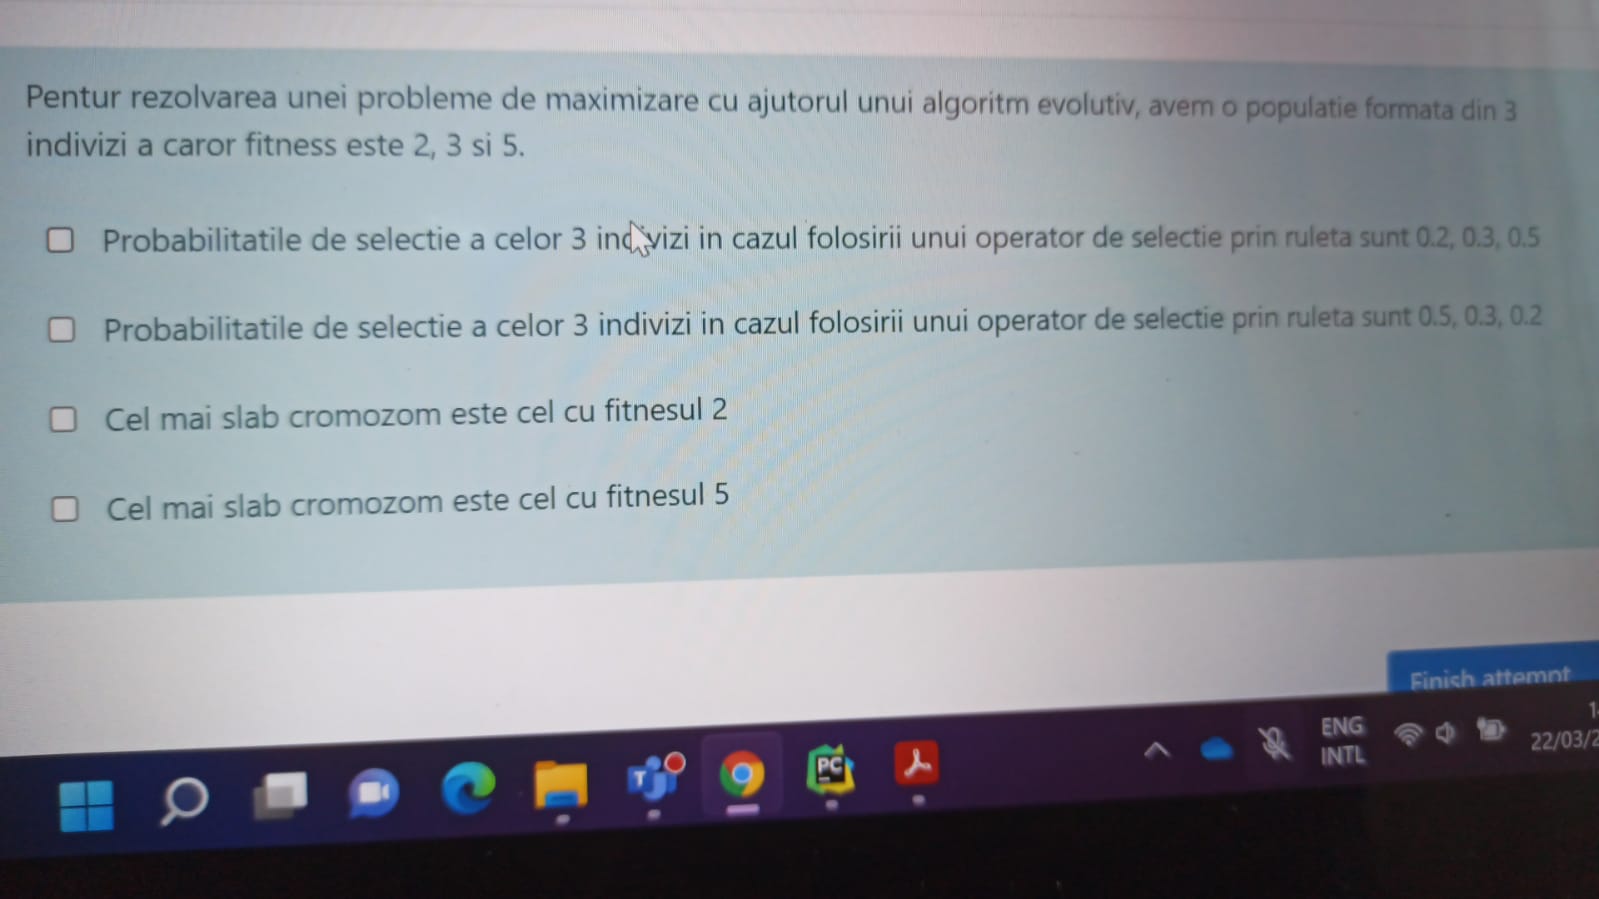 Pentur rezolvarea unei probleme de maximizare cu ajutorul unui algoritm evolutiv, avem o populatie formata din 3
indivizi a caror fitness este 2, 3 si 5.
Probabilitatile de selectie a celor 3 indivizi in cazul folosirii unui operator de selectie prin ruleta sunt 0.2, 0.3, 0.5
Probabilitatile de selectie a celor 3 indivizi in cazul folosirii unui operator de selectie prin ruleta sunt 0.5, 0.3, 0.2
Cel mai slab cromozom este cel cu fitnesul 2
Cel mai slab cromozom este cel cu fitnesul 5
Finish attempt
ENG
INTL
22/03/2
T
PC